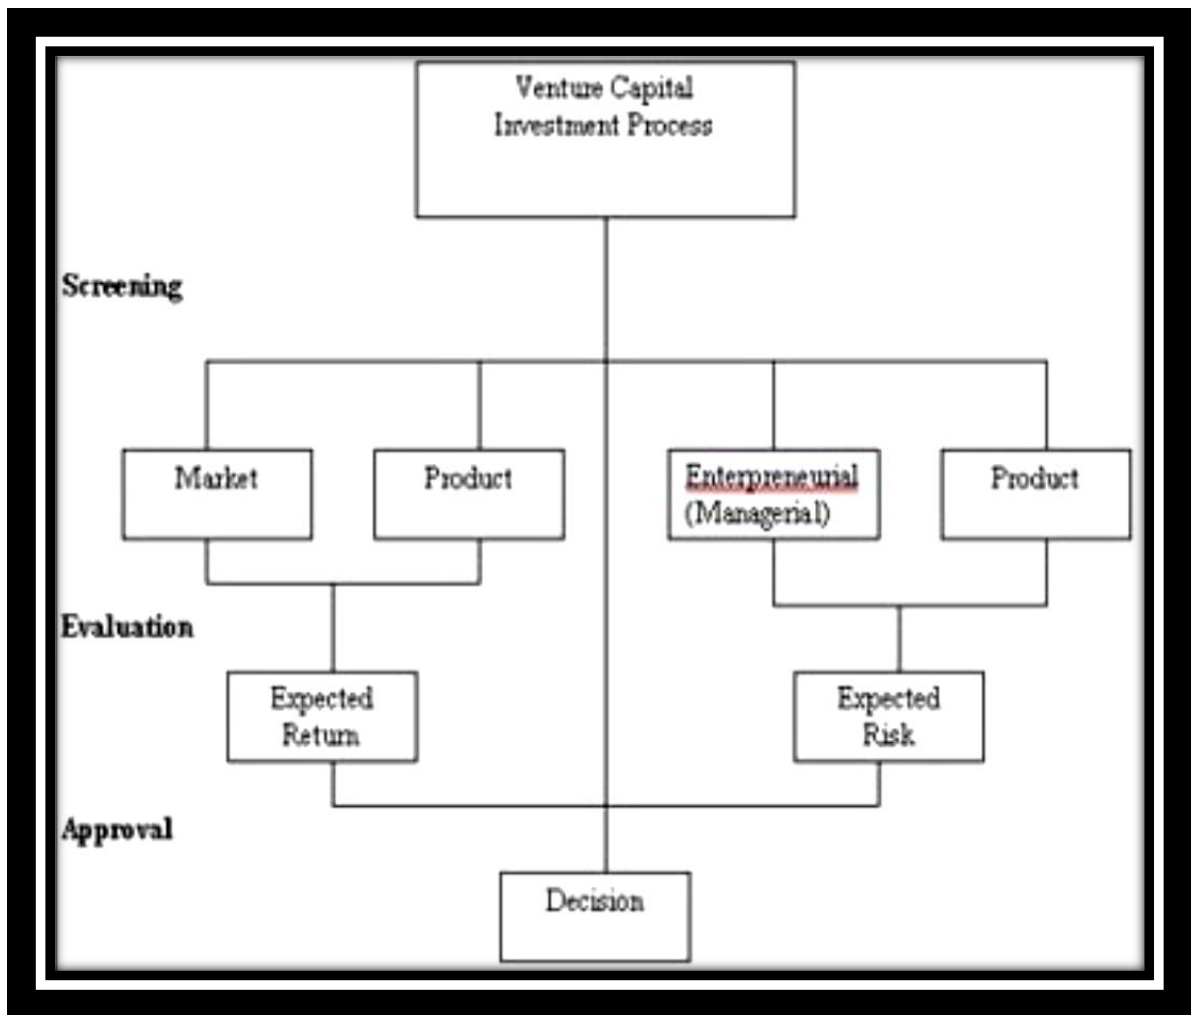 Venture Capital
Investment Process
Screening
Market
Product
Enterpreneurial
(Managerial)
Product
Evaluation
Expected
Return
Expected
Risk
Approval
Decision